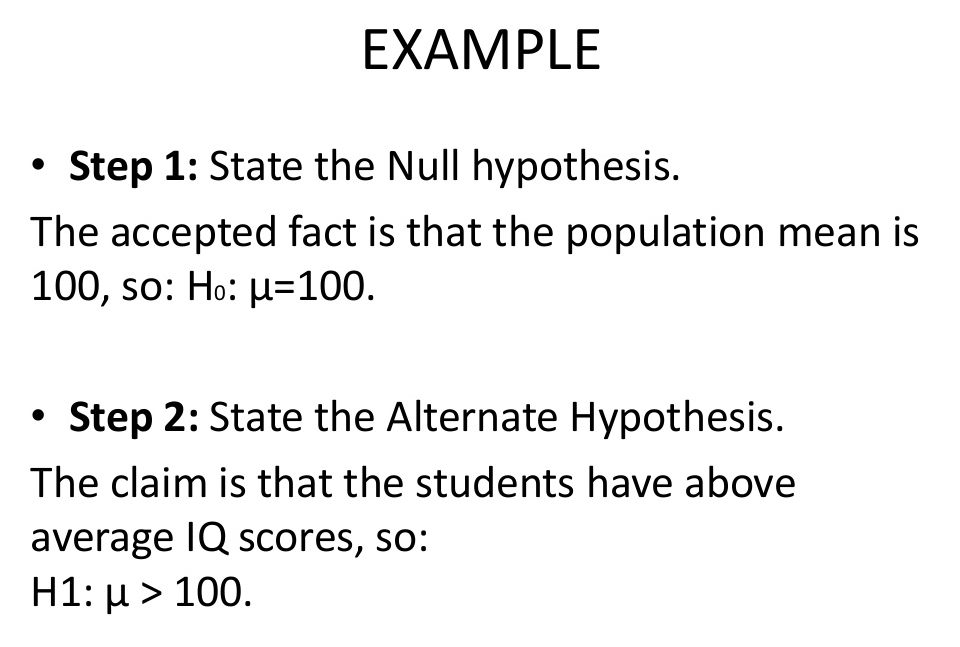 EXAMPLE
• Step 1: State the Null hypothesis.
The accepted fact is that the population mean is
100, so: H₀: μ=100.
• Step 2: State the Alternate Hypothesis.
The claim is that the students have above
average IQ scores, so:
H1: μ > 100.